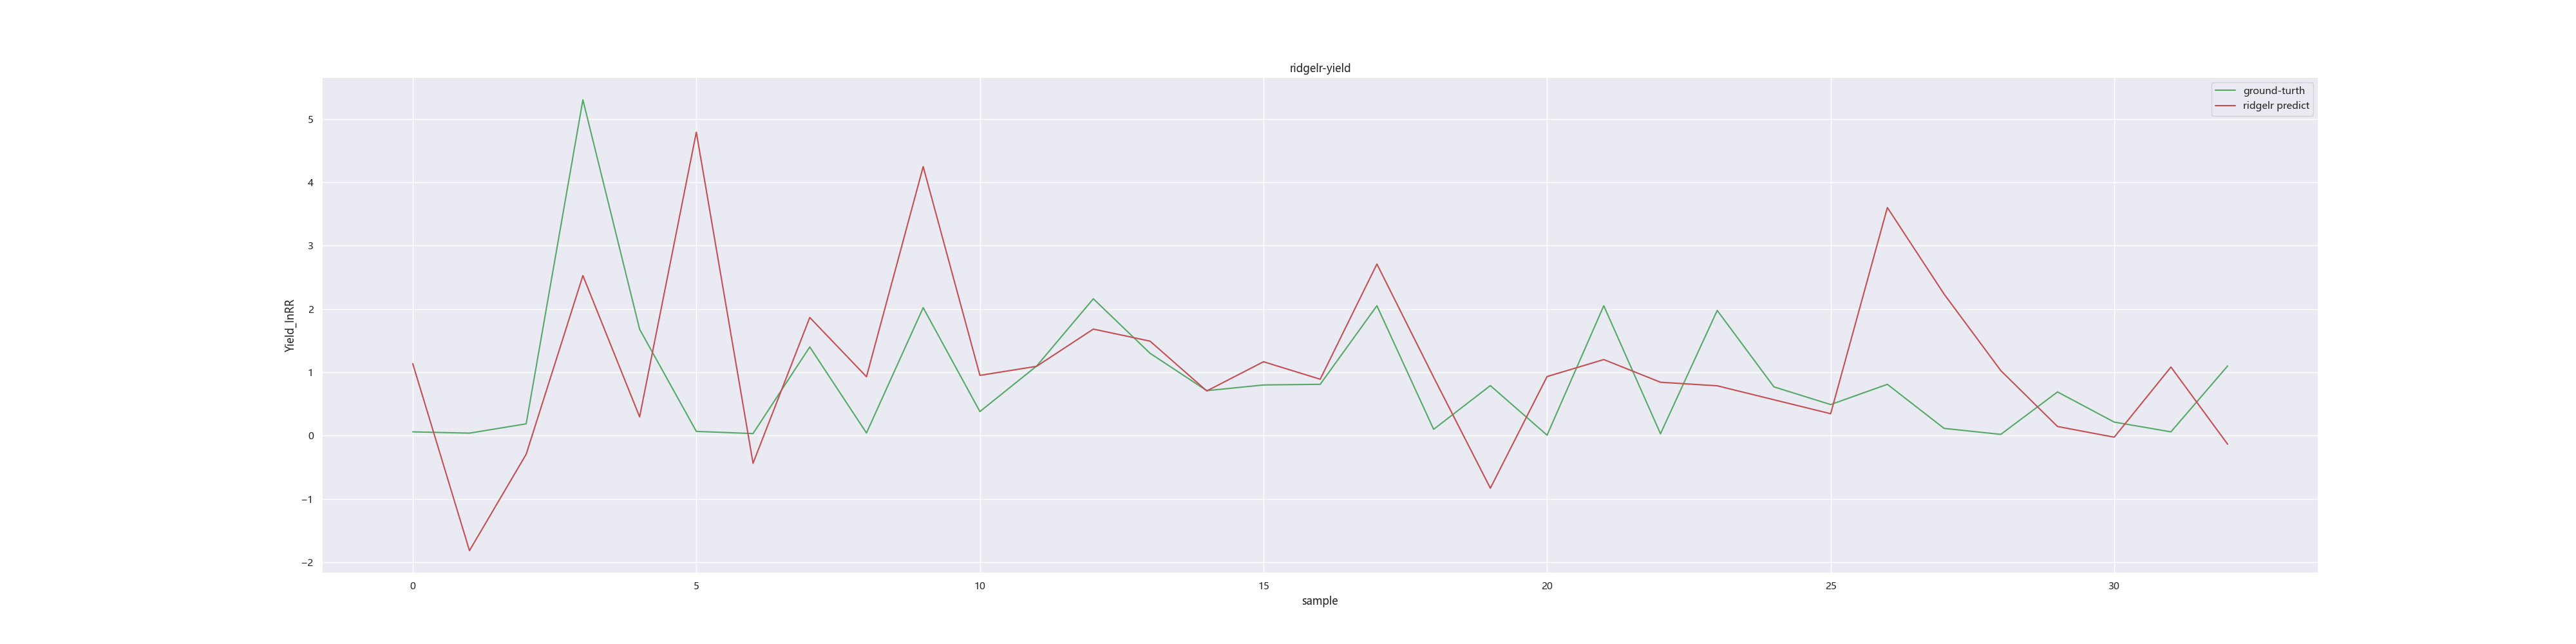 ridgelr-yield
ground-turth
ridgelr predict
5
4
3
2
1
0
−1
−2
Yield_lnRR
0 5 10 15 20 25 30
sample